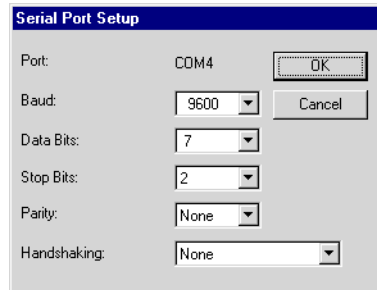 Serial Port Setup
Port: COM4 OK
Baud: 9600 Cancel
Data Bits: 7
Stop Bits: 2
Parity: None
Handshaking: None